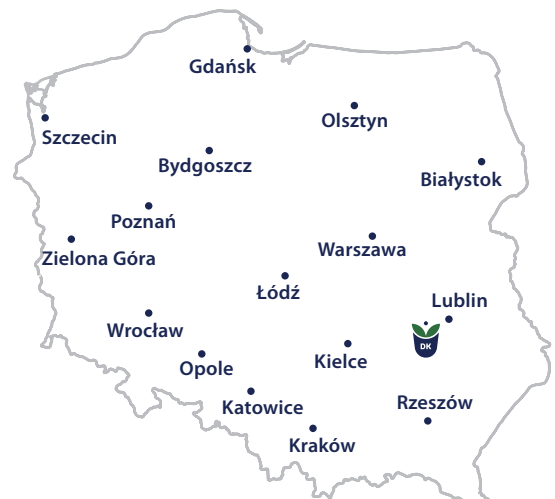 Gdańsk
Olsztyn
Szczecin
Bydgoszcz
Białystok
Poznań
Warszawa
Zielona Góra
Łódź
Lublin
Wrocław
DK
Kielce
Opole
Katowice
Rzeszów
Kraków